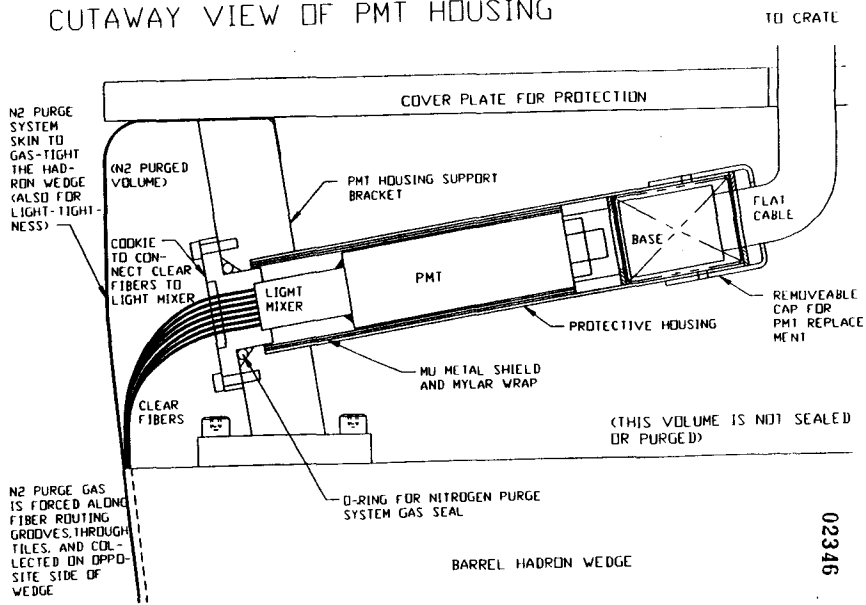 CUTAWAY VIEW OF PMT HOUSING
TO CRATE
COVER PLATE FOR PROTECTION
N2 PURGE
SYSTEM
SKIN TO
GAS-TIGHT
THE HAD-
RON WEDGE
(ALSO FOR
LIGHT-TIGHT-
NESS)
(N2 PURGED
VOLUME)
PMT HOUSING SUPPORT
BRACKET
COOKIE
TO CON-
NECT CLEAR
FIBERS TO
LIGHT MIXER
LIGHT
MIXER
PMT
BASE
FLAT
CABLE
REMOVEABLE
CAP FOR
PMT REPLACE
MENT
PROTECTIVE HOUSING
MU METAL SHIELD
AND MYLAR WRAP
CLEAR
FIBERS
(THIS VOLUME IS NOT SEALED
OR PURGED)
N2 PURGE GAS
IS FORCED ALONG
FIBER ROUTING
GROOVES,THROUGH
TILES, AND COL-
LECTED ON OPPO-
SITE SIDE OF
WEDGE
O-RING FOR NITROGEN PURGE
SYSTEM GAS SEAL
BARREL HADRON WEDGE
02346